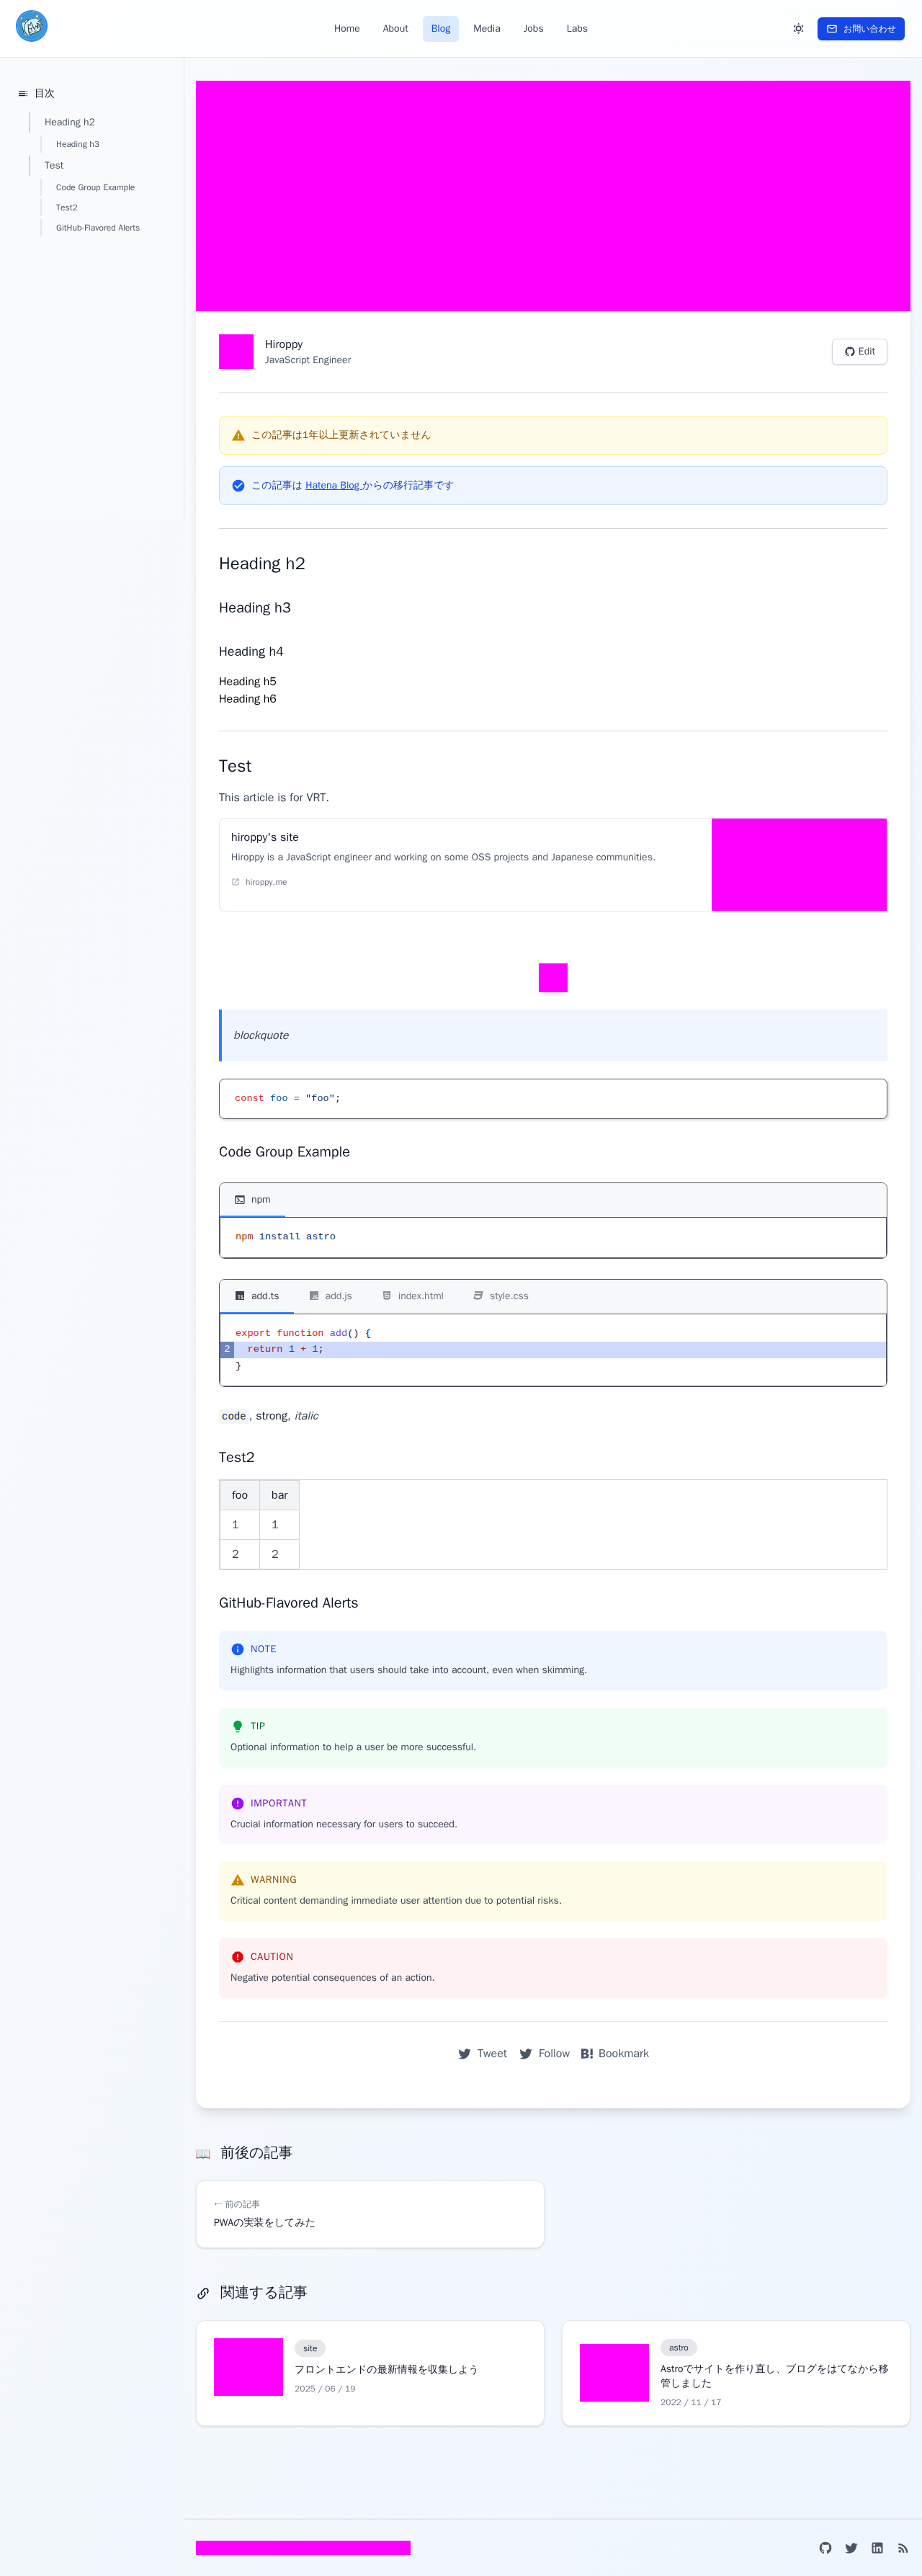 Home About Blog Media Jobs Labs お問い合わせ
目次
Heading h2
Heading h3
Test
Code Group Example
Test2
GitHub-Flavored Alerts
Hiroppy
JavaScript Engineer
Edit
この記事は1年以上更新されていません
この記事は Hatena Blog からの移行記事です
Heading h2
Heading h3
Heading h4
Heading h5
Heading h6
Test
This article is for VRT.
hiroppy's site
Hiroppy is a JavaScript engineer and working on some OSS projects and Japanese communities.
hiroppy.me
blockquote
const foo = "foo";
Code Group Example
npm
npm install astro
add.ts add.js index.html style.css
export function add() {
2 return 1 + 1;
}
code, strong, italic
Test2
foo bar
1 1
2 2
GitHub-Flavored Alerts
NOTE
Highlights information that users should take into account, even when skimming.
TIP
Optional information to help a user be more successful.
IMPORTANT
Crucial information necessary for users to succeed.
WARNING
Critical content demanding immediate user attention due to potential risks.
CAUTION
Negative potential consequences of an action.
Tweet Follow B! Bookmark
前後の記事
← 前の記事
PWAの実装をしてみた
関連する記事
site
フロントエンドの最新情報を収集しよう
2025 / 06 / 19
astro
Astroでサイトを作り直し、ブログをはてなから移
管しました
2022 / 11 / 17